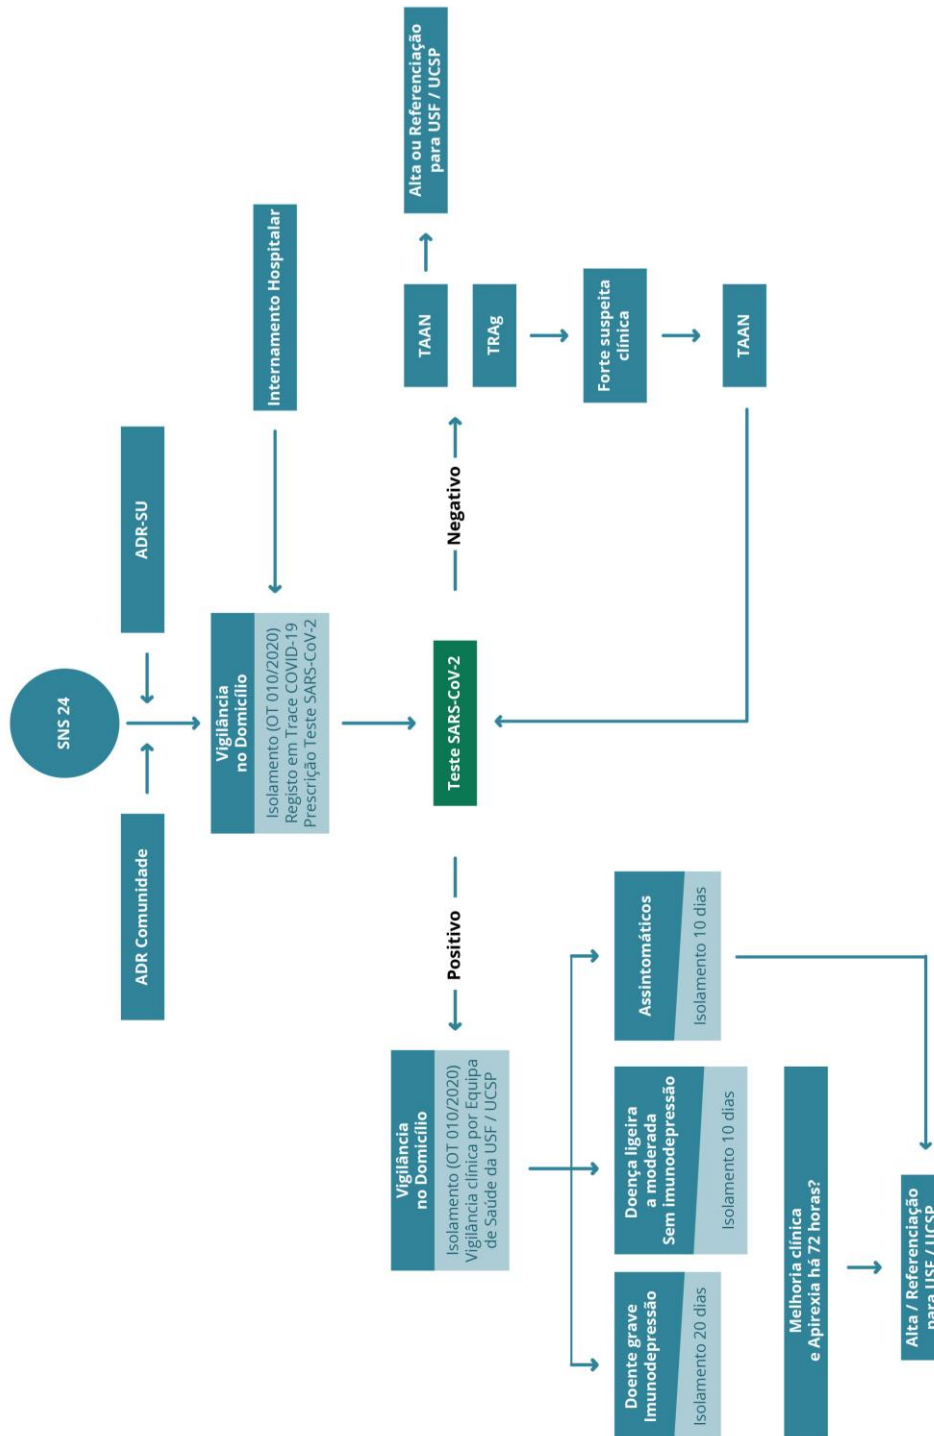 SNS 24
ADR Comunidade
ADR-SU
Vigilância
no Domicílio
Isolamento (OT 010/2020)
Registo em Trace COVID-19
Prescrição Teste SARS-CoV-2
Internamento Hospitalar
Teste SARS-CoV-2
Positivo
Negativo
Vigilância
no Domicílio
Isolamento (OT 010/2020)
Vigilância clínica por Equipa
de Saúde da USF / UCSP
TAAN
Alta ou Referenciação
para USF / UCSP
TRAg
Forte suspeita
clínica
TAAN
Doente grave
Imunodepressão
Isolamento 20 dias
Doença ligeira
a moderada
Sem imunodepressão
Isolamento 10 dias
Assintomáticos
Isolamento 10 dias
Melhoria clínica
e Apirexia há 72 horas?
Alta / Referenciação
para USF / UCSP